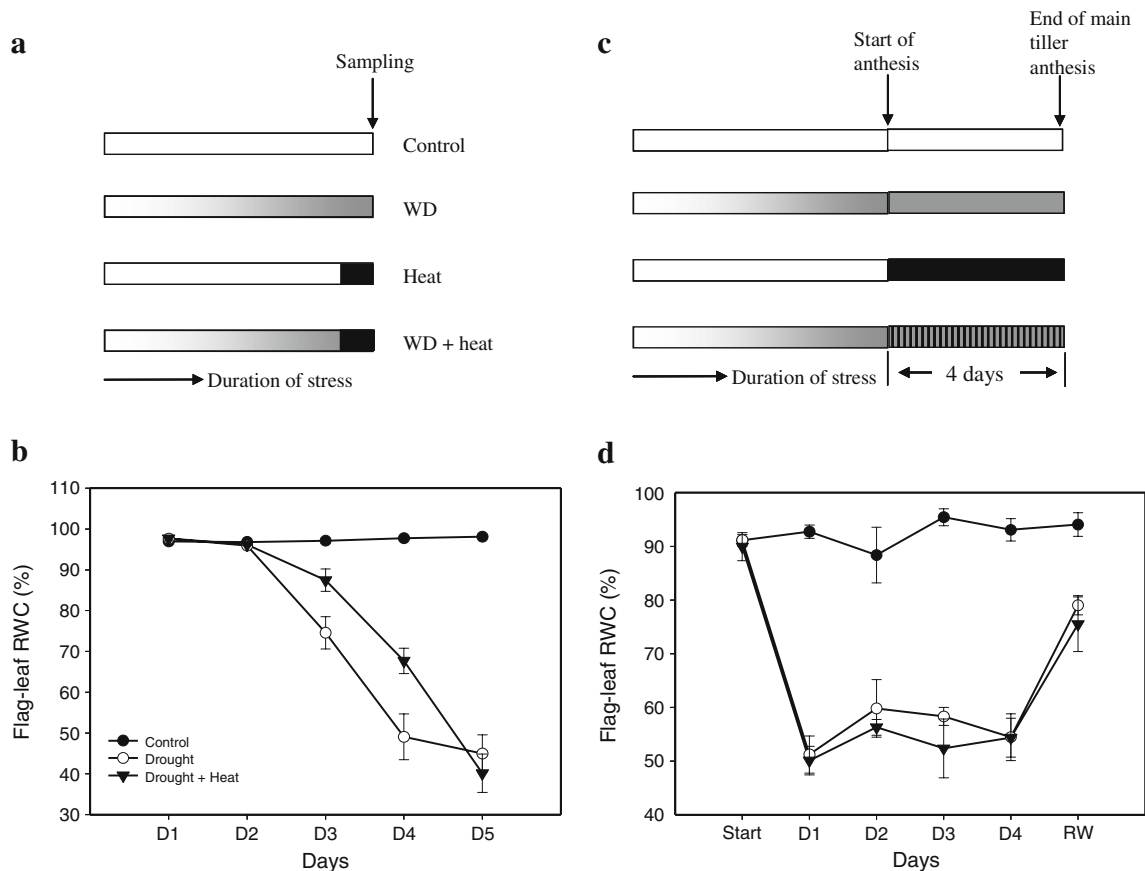 a
Sampling
Control
WD
Heat
WD + heat
Duration of stress
c
Start of
anthesis
End of main
tiller
anthesis
Duration of stress
4 days
b
Flag-leaf RWC (%)
110
100
90
80
70
60
50
40
30
Control
Drought
Drought + Heat
D1 D2 D3 D4 D5
Days
d
Flag-leaf RWC (%)
100
90
80
70
60
50
40
Start D1 D2 D3 D4 RW
Days